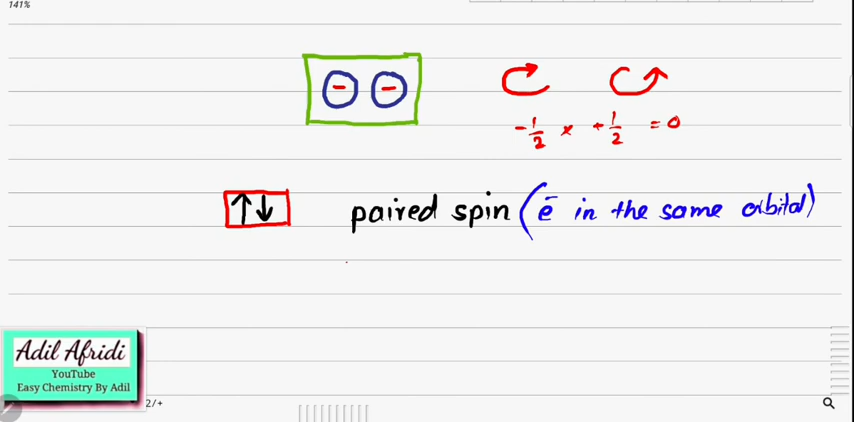 141%
- -
-1/2 x +1/2 = 0
↑↓ paired spin (ē in the same orbital)
Adil Afridi
YouTube
Easy Chemistry By Adil
2/+